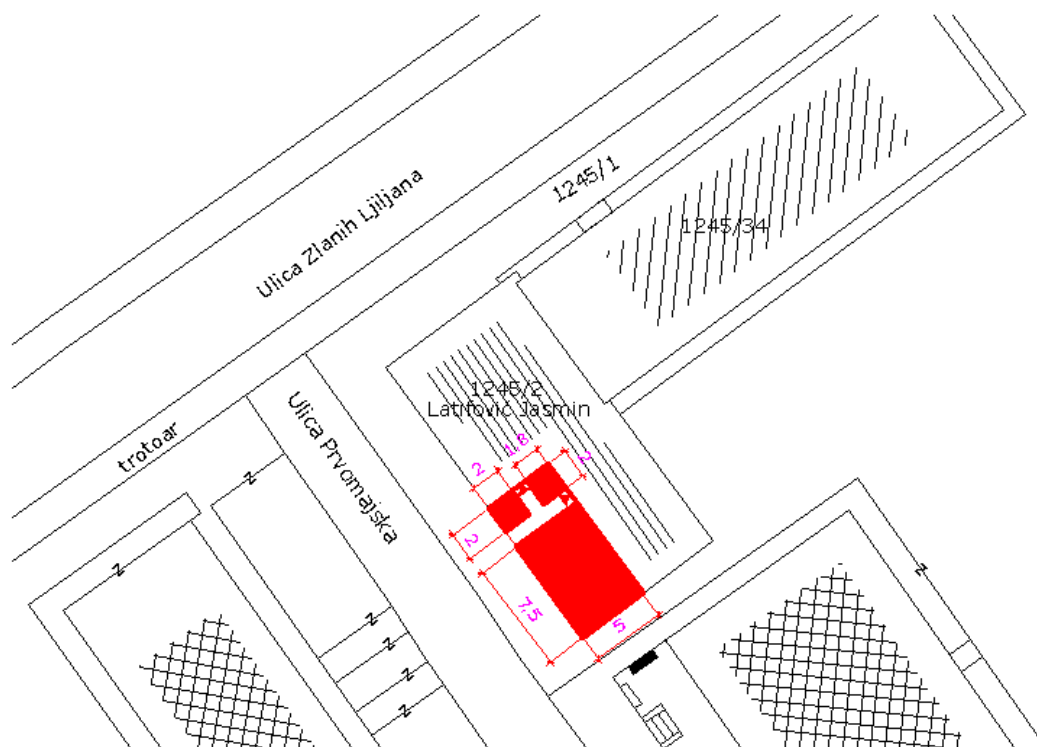 Ulica Zlanih Ljiljana
1245/1
1245/34
1245/2
Latifović Jasmin
trotoar
Ulica Prvomajska
2
1,8
2
2
7,5
5
z
z
z
z
z
z
z